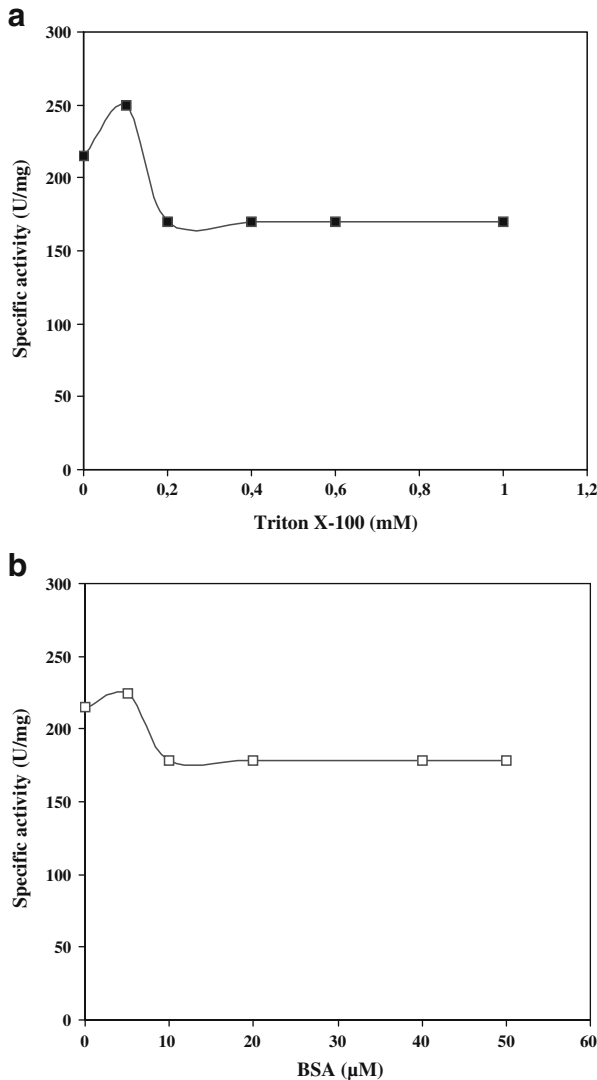 a
300
250
200
150
100
50
0
Specific activity (U/mg)
0 0,2 0,4 0,6 0,8 1 1,2
Triton X-100 (mM)
b
300
250
200
150
100
50
0
Specific activity (U/mg)
0 10 20 30 40 50 60
BSA (µM)